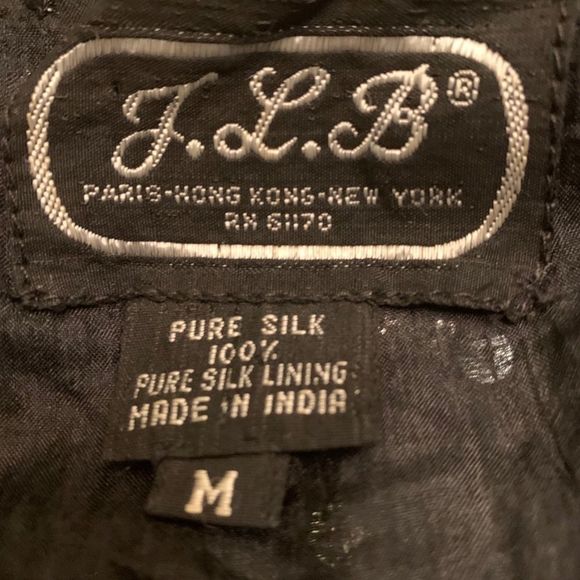 J.L.B®
PARIS-HONG KONG-NEW YORK
RN 61170
PURE SILK
100%
PURE SILK LINING
MADE IN INDIA
M